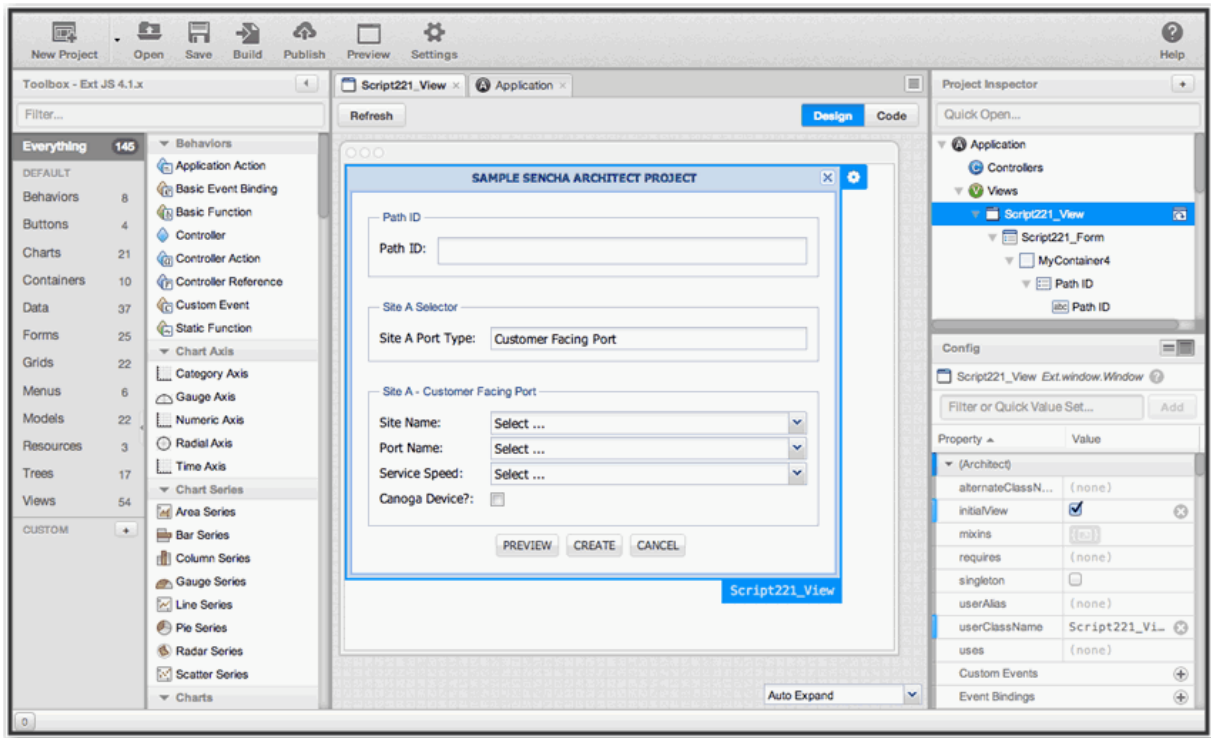 New Project
Open
Save
Build
Publish
Preview
Settings
Help
Toolbox - Ext JS 4.1.x
Filter...
Everything 145
DEFAULT
Behaviors 8
Buttons 4
Charts 21
Containers 10
Data 37
Forms 25
Grids 22
Menus 6
Models 22
Resources 3
Trees 17
Views 54
CUSTOM +
Behaviors
Application Action
Basic Event Binding
Basic Function
Controller
Controller Action
Controller Reference
Custom Event
Static Function
Chart Axis
Category Axis
Gauge Axis
Numeric Axis
Radial Axis
Time Axis
Chart Series
Area Series
Bar Series
Column Series
Gauge Series
Line Series
Pie Series
Radar Series
Scatter Series
Charts
Script221_View
Application
Refresh
Design
Code
SAMPLE SENCHA ARCHITECT PROJECT
Path ID
Path ID:
Site A Selector
Site A Port Type: Customer Facing Port
Site A - Customer Facing Port
Site Name: Select ...
Port Name: Select ...
Service Speed: Select ...
Canoga Device?:
PREVIEW
CREATE
CANCEL
Script221_View
Auto Expand
Project Inspector
Quick Open...
Application
Controllers
Views
Script221_View
Script221_Form
MyContainer4
Path ID
abc Path ID
Config
Script221_View Ext.window.Window
Filter or Quick Value Set...
Add
Property
Value
(Architect)
alternateClassN... (none)
initialView
mixins
requires (none)
singleton
userAlias (none)
userClassName Script221_Vi...
uses (none)
Custom Events
Event Bindings
0